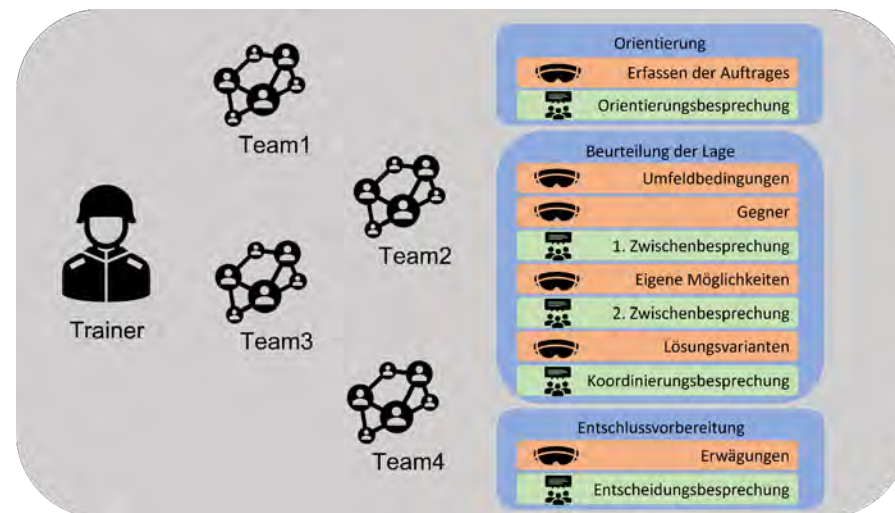 Team1
Team2
Team3
Team4
Trainer
Orientierung
Erfassen der Auftrages
Orientierungsbesprechung
Beurteilung der Lage
Umfeldbedingungen
Gegner
1. Zwischenbesprechung
Eigene Möglichkeiten
2. Zwischenbesprechung
Lösungsvarianten
Koordinierungsbesprechung
Entschlussvorbereitung
Erwägungen
Entscheidungsbesprechung